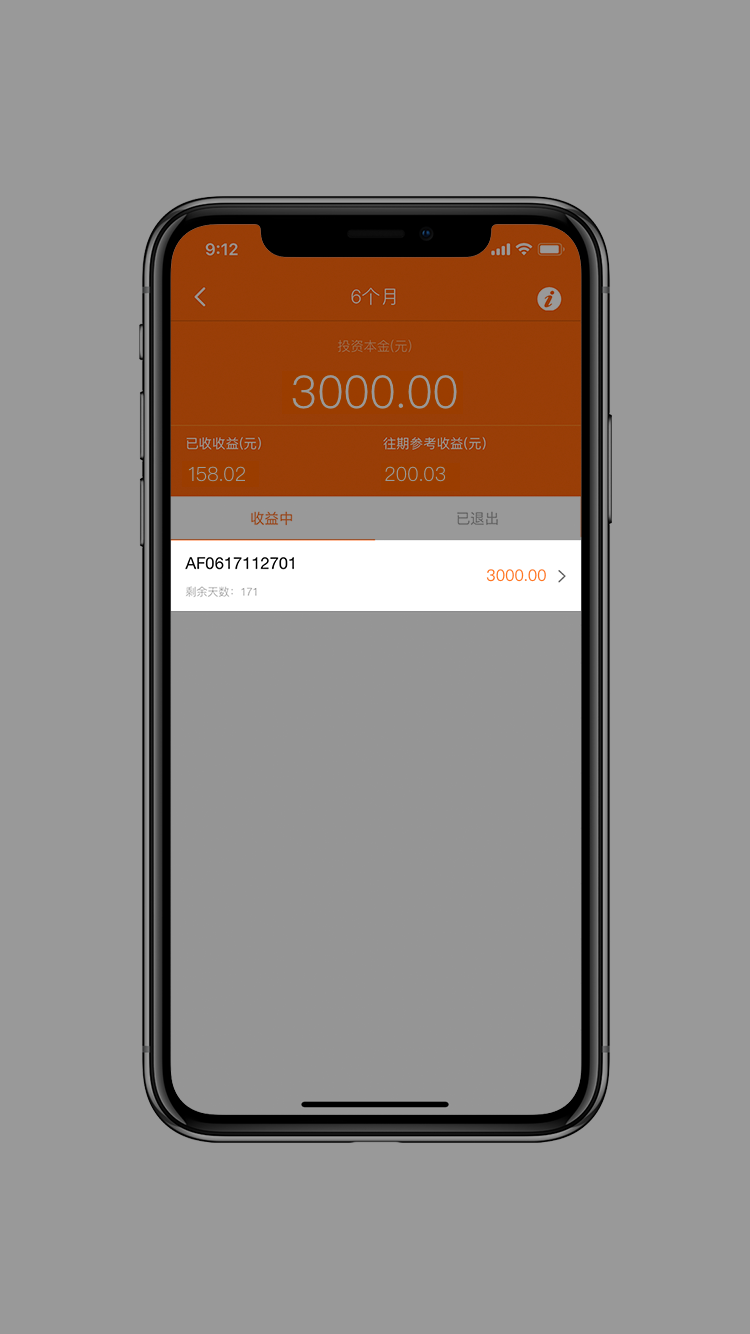 9:12
6个月
投资本金(元)
3000.00
已收收益(元) 往期参考收益(元)
158.02 200.03
收益中 已退出
AF0617112701
3000.00
剩余天数：171